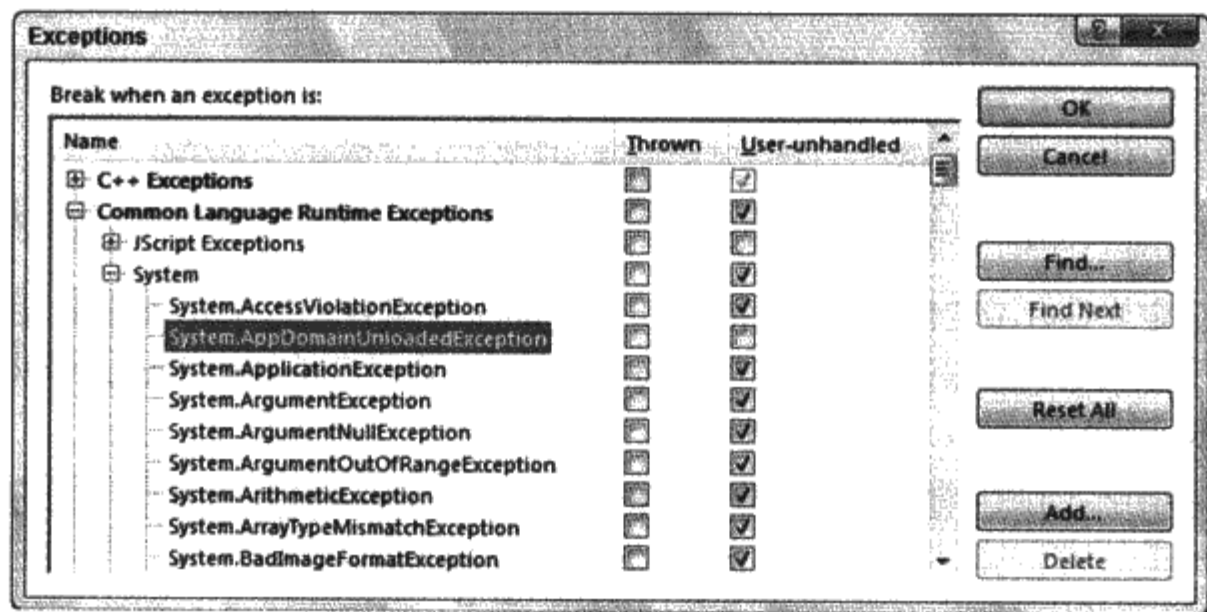 Exceptions
Break when an exception is:
Name Thrown User-unhandled
C++ Exceptions
Common Language Runtime Exceptions
JScript Exceptions
System
System.AccessViolationException
System.AppDomainUnloadedException
System.ApplicationException
System.ArgumentException
System.ArgumentNullException
System.ArgumentOutOfRangeException
System.ArithmeticException
System.ArrayTypeMismatchException
System.BadImageFormatException
OK
Cancel
Find...
Find Next
Reset All
Add...
Delete